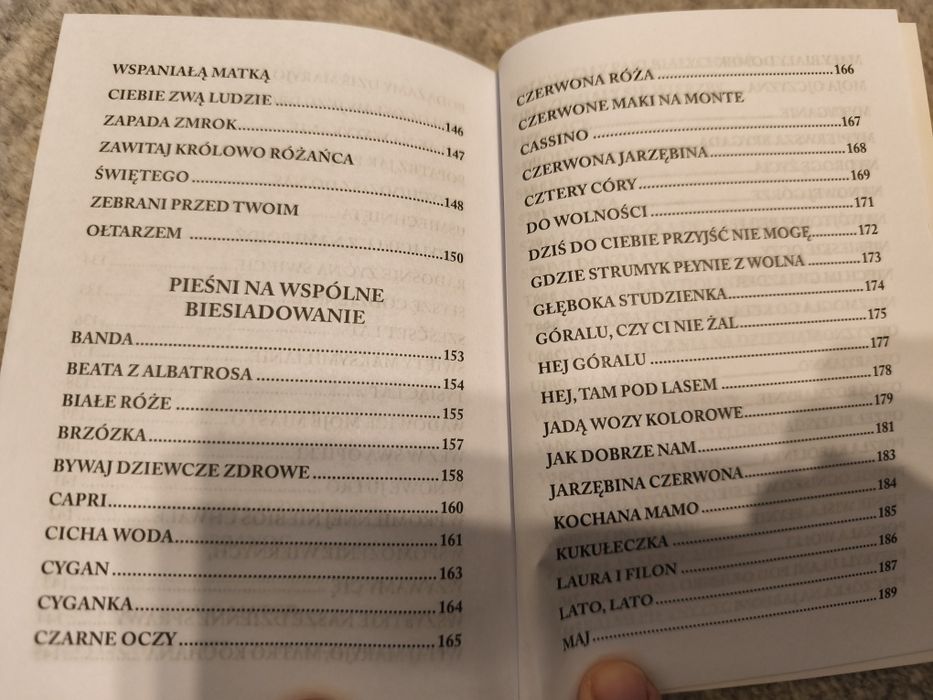 WSPANIAŁĄ MATKĄ
CIEBIE ZWĄ LUDZIE ........ 146
ZAPADA ZMROK ........ 147
ZAWITAJ KRÓLOWO RÓŻAŃCA
ŚWIĘTEGO ........ 148
ZEBRANI PRZED TWOIM
OŁTARZEM ........ 150
PIEŚNI NA WSPÓLNE
BIESIADOWANIE
BANDA ........ 153
BEATA Z ALBATROSA ........ 154
BIAŁE RÓŻE ........ 155
BRZÓZKA ........ 157
BYWAJ DZIEWCZE ZDROWE ........ 158
CAPRI ........ 160
CICHA WODA ........ 161
CYGAN ........ 163
CYGANKA ........ 164
CZARNE OCZY ........ 165
CZERWONA RÓŻA ........ 166
CZERWONE MAKI NA MONTE
CASSINO ........ 167
CZERWONA JARZĘBINA ........ 168
CZTERY CÓRY ........ 169
DO WOLNOŚCI ........ 171
DZIŚ DO CIEBIE PRZYJŚĆ NIE MOGĘ ........ 172
GDZIE STRUMYK PŁYNIE Z WOLNA ........ 173
GŁĘBOKA STUDZIENKA ........ 174
GÓRALU, CZY CI NIE ŻAL ........ 175
HEJ GÓRALU ........ 177
HEJ, TAM POD LASEM ........ 178
JADĄ WOZY KOLOROWE ........ 179
JAK DOBRZE NAM ........ 181
JARZĘBINA CZERWONA ........ 183
KOCHANA MAMO ........ 184
KUKUŁECZKA ........ 185
LAURA I FILON ........ 186
LATO, LATO ........ 187
MAJ ........ 189